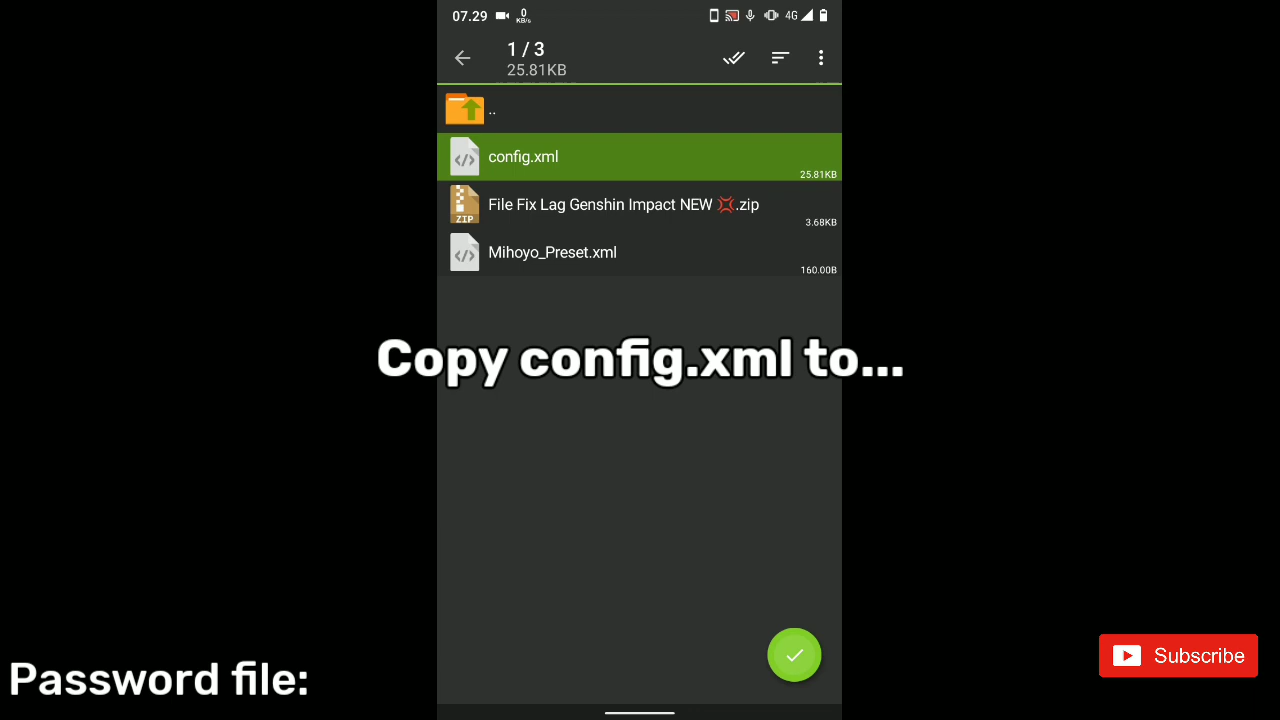 07.29 0 KB/s 4G
1 / 3
25.81KB
..
config.xml
25.81KB
File Fix Lag Genshin Impact NEW 💢.zip
ZIP
3.68KB
Mihoyo_Preset.xml
160.00B
Copy config.xml to...
Password file:
Subscribe